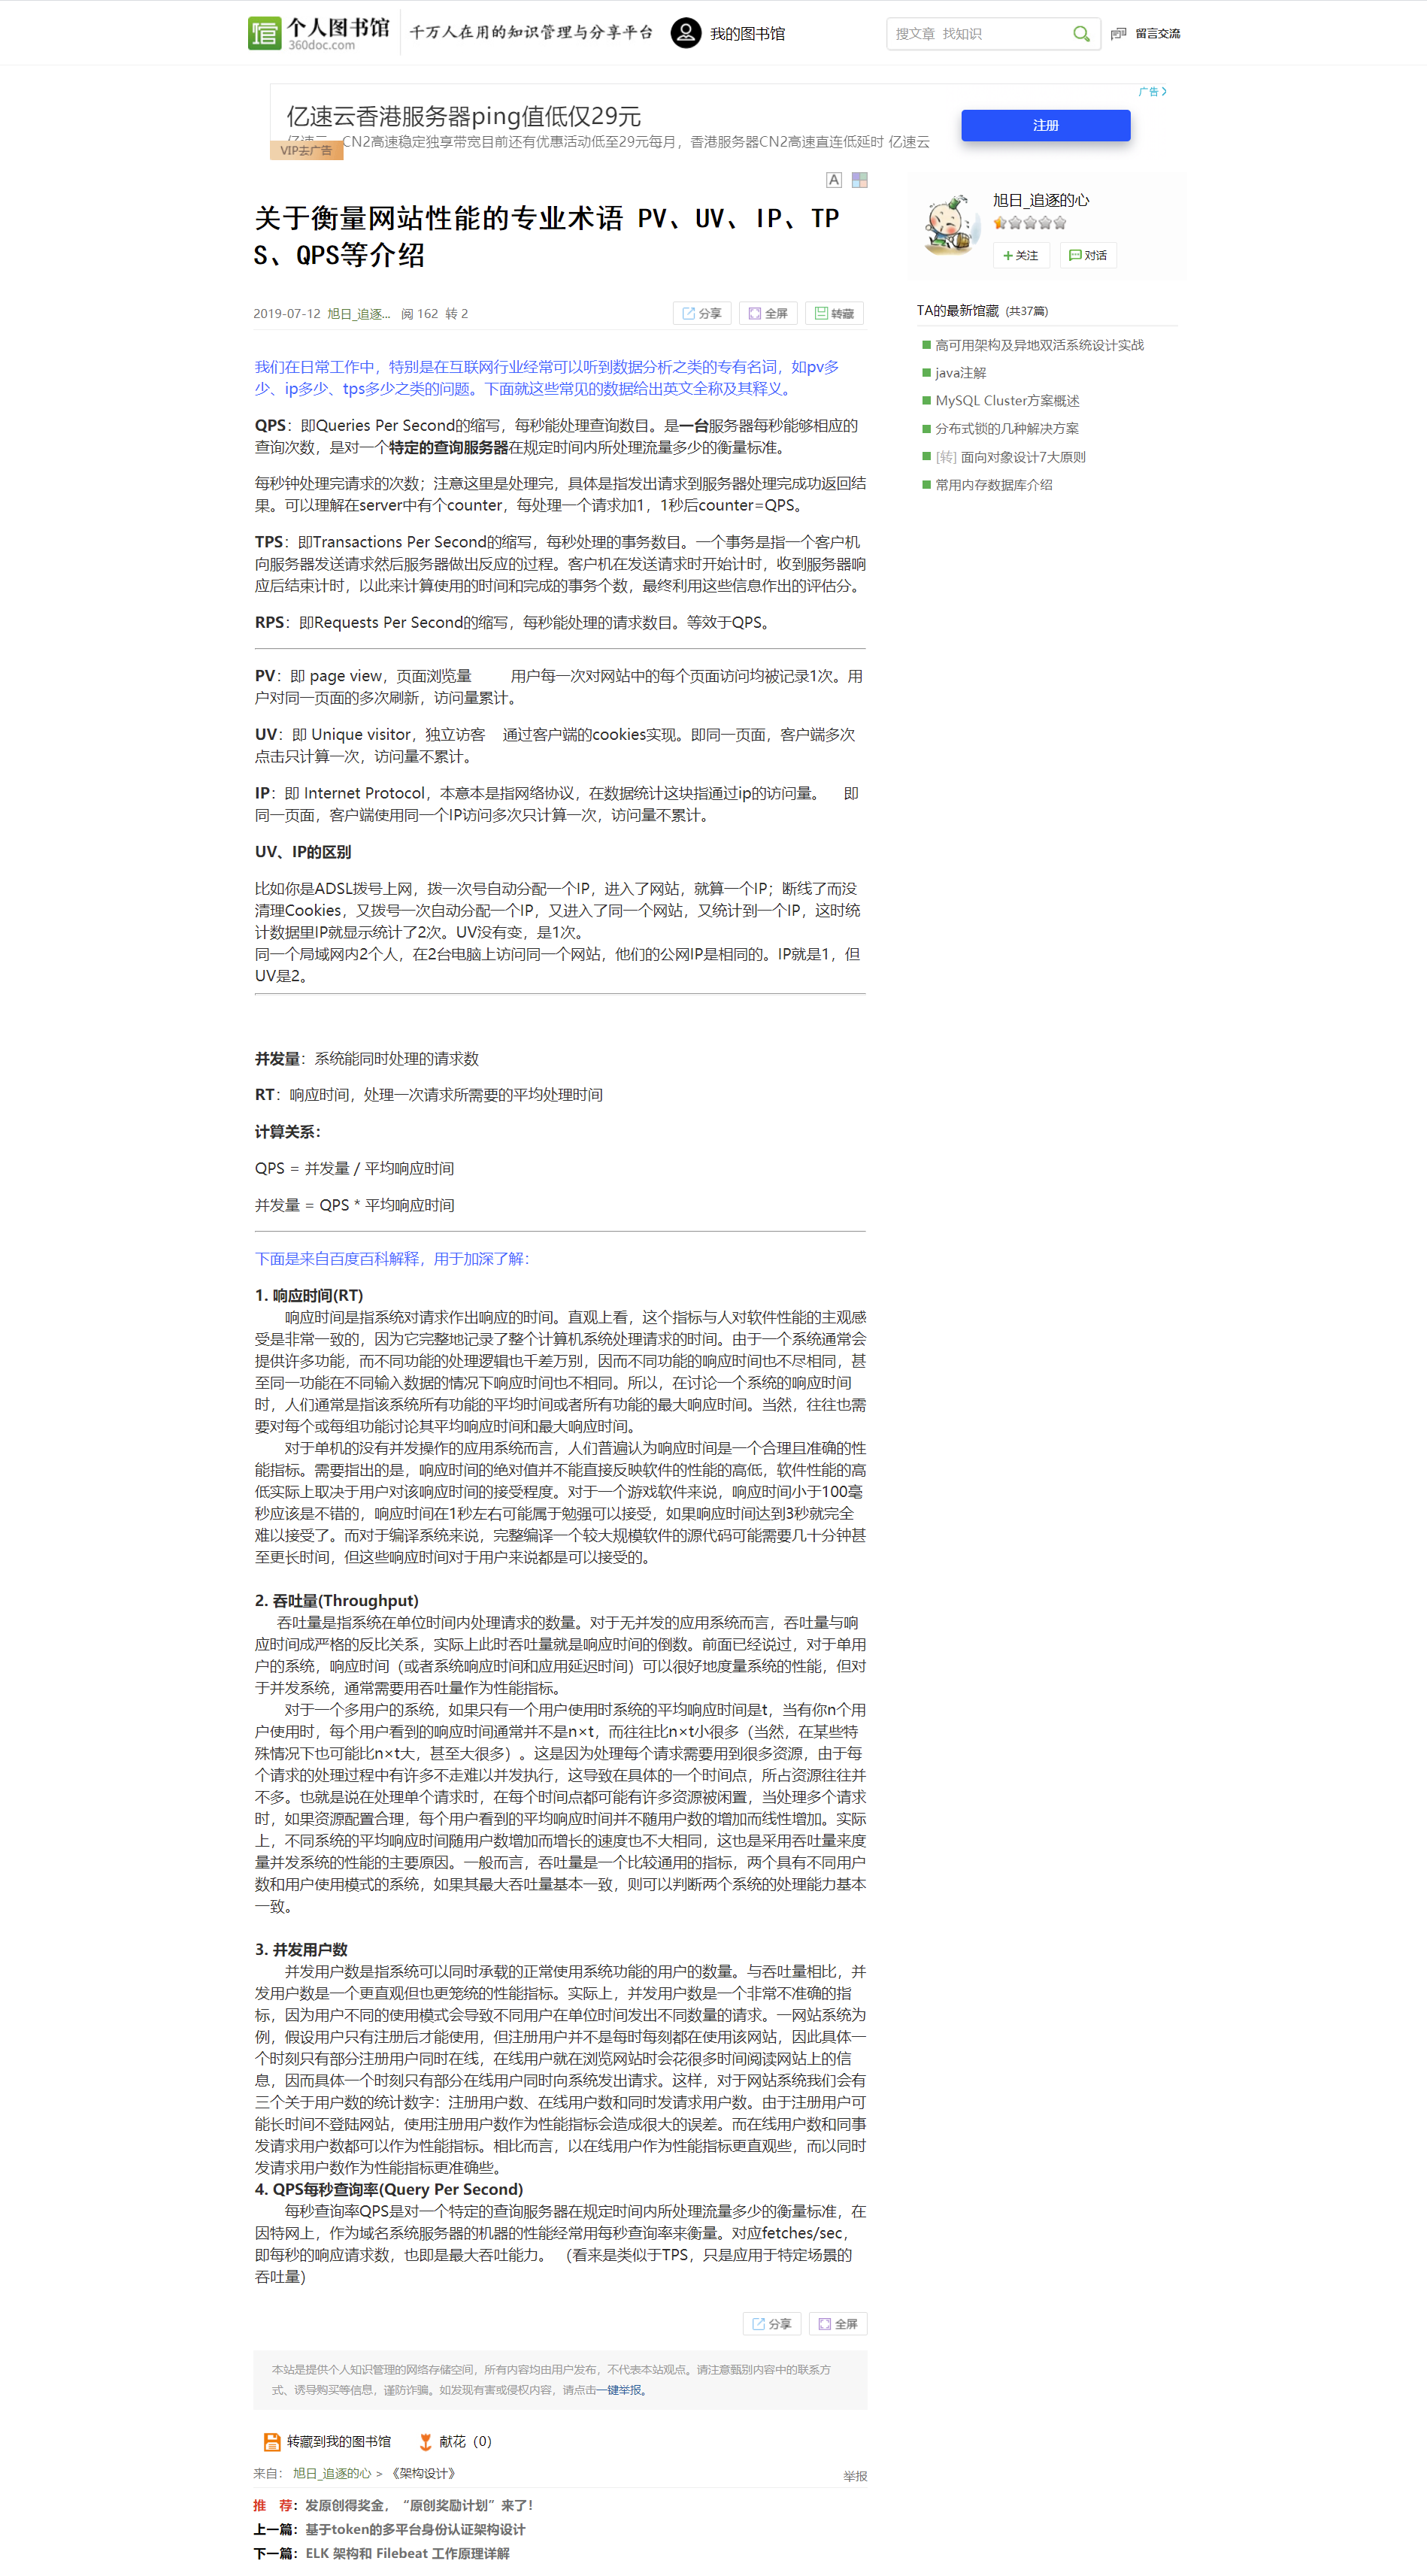 个人图书馆
360doc.com
千万人在用的知识管理与分享平台
我的图书馆
搜文章 找知识
留言交流
广告
亿速云香港服务器ping值低仅29元
CN2高速稳定独享带宽目前还有优惠活动低至29元每月，香港服务器CN2高速直连低延时 亿速云
注册
VIP去广告
A
关于衡量网站性能的专业术语 PV、UV、IP、TP
S、QPS等介绍
2019-07-12 旭日_追逐... 阅 162 转 2
分享
全屏
转藏
旭日_追逐的心
+关注
对话
TA的最新馆藏 (共37篇)
高可用架构及异地双活系统设计实战
java注解
MySQL Cluster方案概述
分布式锁的几种解决方案
[转] 面向对象设计7大原则
常用内存数据库介绍
我们在日常工作中，特别是在互联网行业经常可以听到数据分析之类的专有名词，如pv多
少、ip多少、tps多少之类的问题。下面就这些常见的数据给出英文全称及其释义。
QPS：即Queries Per Second的缩写，每秒能处理查询数目。是一台服务器每秒能够相应的
查询次数，是对一个特定的查询服务器在规定时间内所处理流量多少的衡量标准。
每秒钟处理完请求的次数；注意这里是处理完，具体是指发出请求到服务器处理完成功返回结
果。可以理解在server中有个counter，每处理一个请求加1，1秒后counter=QPS。
TPS：即Transactions Per Second的缩写，每秒处理的事务数目。一个事务是指一个客户机
向服务器发送请求然后服务器做出反应的过程。客户机在发送请求时开始计时，收到服务器响
应后结束计时，以此来计算使用的时间和完成的事务个数，最终利用这些信息作出的评估分。
RPS：即Requests Per Second的缩写，每秒能处理的请求数目。等效于QPS。
PV：即 page view，页面浏览量 用户每一次对网站中的每个页面访问均被记录1次。用
户对同一页面的多次刷新，访问量累计。
UV：即 Unique visitor，独立访客 通过客户端的cookies实现。即同一页面，客户端多次
点击只计算一次，访问量不累计。
IP：即 Internet Protocol，本意本是指网络协议，在数据统计这块指通过ip的访问量。 即
同一页面，客户端使用同一个IP访问多次只计算一次，访问量不累计。
UV、IP的区别
比如你是ADSL拨号上网，拨一次号自动分配一个IP，进入了网站，就算一个IP；断线了而没
清理Cookies，又拨号一次自动分配一个IP，又进入了同一个网站，又统计到一个IP，这时统
计数据里IP就显示统计了2次。UV没有变，是1次。
同一个局域网内2个人，在2台电脑上访问同一个网站，他们的公网IP是相同的。IP就是1，但
UV是2。
并发量：系统能同时处理的请求数
RT：响应时间，处理一次请求所需要的平均处理时间
计算关系：
QPS = 并发量 / 平均响应时间
并发量 = QPS * 平均响应时间
下面是来自百度百科解释，用于加深了解：
1. 响应时间(RT)
响应时间是指系统对请求作出响应的时间。直观上看，这个指标与人对软件性能的主观感
受是非常一致的，因为它完整地记录了整个计算机系统处理请求的时间。由于一个系统通常会
提供许多功能，而不同功能的处理逻辑也千差万别，因而不同功能的响应时间也不尽相同，甚
至同一功能在不同输入数据的情况下响应时间也不相同。所以，在讨论一个系统的响应时间
时，人们通常是指该系统所有功能的平均时间或者所有功能的最大响应时间。当然，往往也需
要对每个或每组功能讨论其平均响应时间和最大响应时间。
对于单机的没有并发操作的应用系统而言，人们普遍认为响应时间是一个合理且准确的性
能指标。需要指出的是，响应时间的绝对值并不能直接反映软件的性能的高低，软件性能的高
低实际上取决于用户对该响应时间的接受程度。对于一个游戏软件来说，响应时间小于100毫
秒应该是不错的，响应时间在1秒左右可能属于勉强可以接受，如果响应时间达到3秒就完全
难以接受了。而对于编译系统来说，完整编译一个较大规模软件的源代码可能需要几十分钟甚
至更长时间，但这些响应时间对于用户来说都是可以接受的。
2. 吞吐量(Throughput)
吞吐量是指系统在单位时间内处理请求的数量。对于无并发的应用系统而言，吞吐量与响
应时间成严格的反比关系，实际上此时吞吐量就是响应时间的倒数。前面已经说过，对于单用
户的系统，响应时间（或者系统响应时间和应用延迟时间）可以很好地度量系统的性能，但对
于并发系统，通常需要用吞吐量作为性能指标。
对于一个多用户的系统，如果只有一个用户使用时系统的平均响应时间是t，当有你n个用
户使用时，每个用户看到的响应时间通常并不是n×t，而往往比n×t小很多（当然，在某些特
殊情况下也可能比n×t大，甚至大很多）。这是因为处理每个请求需要用到很多资源，由于每
个请求的处理过程中有许多不走难以并发执行，这导致在具体的一个时间点，所占资源往往并
不多。也就是说在处理单个请求时，在每个时间点都可能有许多资源被闲置，当处理多个请求
时，如果资源配置合理，每个用户看到的平均响应时间并不随用户数的增加而线性增加。实际
上，不同系统的平均响应时间随用户数增加而增长的速度也不大相同，这也是采用吞吐量来度
量并发系统的性能的主要原因。一般而言，吞吐量是一个比较通用的指标，两个具有不同用户
数和用户使用模式的系统，如果其最大吞吐量基本一致，则可以判断两个系统的处理能力基本
一致。
3. 并发用户数
并发用户数是指系统可以同时承载的正常使用系统功能的用户的数量。与吞吐量相比，并
发用户数是一个更直观但也更笼统的性能指标。实际上，并发用户数是一个非常不准确的指
标，因为用户不同的使用模式会导致不同用户在单位时间发出不同数量的请求。一网站系统为
例，假设用户只有注册后才能使用，但注册用户并不是每时每刻都在使用该网站，因此具体一
个时刻只有部分注册用户同时在线，在线用户就在浏览网站时会花很多时间阅读网站上的信
息，因而具体一个时刻只有部分在线用户同时向系统发出请求。这样，对于网站系统我们会有
三个关于用户数的统计数字：注册用户数、在线用户数和同时发请求用户数。由于注册用户可
能长时间不登陆网站，使用注册用户数作为性能指标会造成很大的误差。而在线用户数和同事
发请求用户数都可以作为性能指标。相比而言，以在线用户作为性能指标更直观些，而以同时
发请求用户数作为性能指标更准确些。
4. QPS每秒查询率(Query Per Second)
每秒查询率QPS是对一个特定的查询服务器在规定时间内所处理流量多少的衡量标准，在
因特网上，作为域名系统服务器的机器的性能经常用每秒查询率来衡量。对应fetches/sec，
即每秒的响应请求数，也即是最大吞吐能力。 （看来是类似于TPS，只是应用于特定场景的
吞吐量）
分享
全屏
本站是提供个人知识管理的网络存储空间，所有内容均由用户发布，不代表本站观点。请注意甄别内容中的联系方
式、诱导购买等信息，谨防诈骗。如发现有害或侵权内容，请点击一键举报。
转藏到我的图书馆
献花（0）
来自： 旭日_追逐的心 > 《架构设计》
举报
推 荐：发原创得奖金，“原创奖励计划”来了！
上一篇：基于token的多平台身份认证架构设计
下一篇：ELK 架构和 Filebeat 工作原理详解